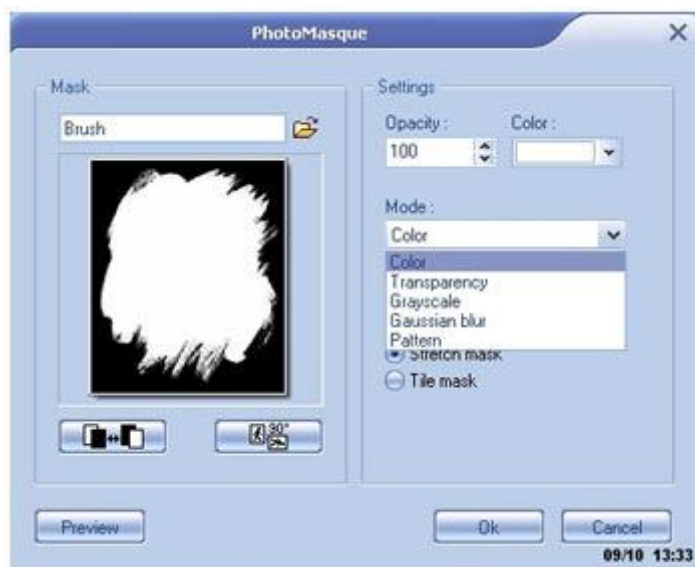 PhotoMasque
Mask
Brush
90°
Settings
Opacity :
Color :
100
Mode :
Color
Color
Transparency
Grayscale
Gaussian blur
Pattern
Stretch mask
Tile mask
Preview
Ok
Cancel
09/10 13:33